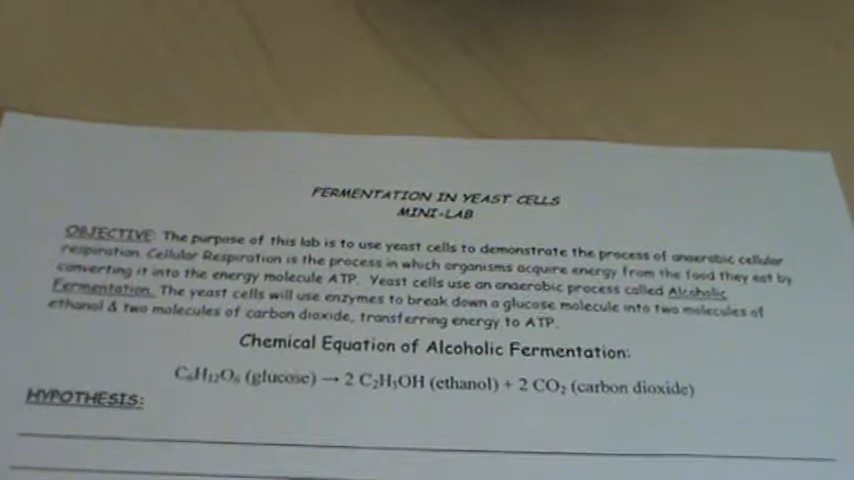 FERMENTATION IN YEAST CELLS
MINI-LAB
OBJECTIVE: The purpose of this lab is to use yeast cells to demonstrate the process of anaerobic cellular
respiration. Cellular Respiration is the process in which organisms acquire energy from the food they eat by
converting it into the energy molecule ATP. Yeast cells use an anaerobic process called Alcoholic
Fermentation. The yeast cells will use enzymes to break down a glucose molecule into two molecules of
ethanol & two molecules of carbon dioxide, transferring energy to ATP.
Chemical Equation of Alcoholic Fermentation:
C₆H₁₂O₆ (glucose) → 2 C₂H₅OH (ethanol) + 2 CO₂ (carbon dioxide)
HYPOTHESIS: